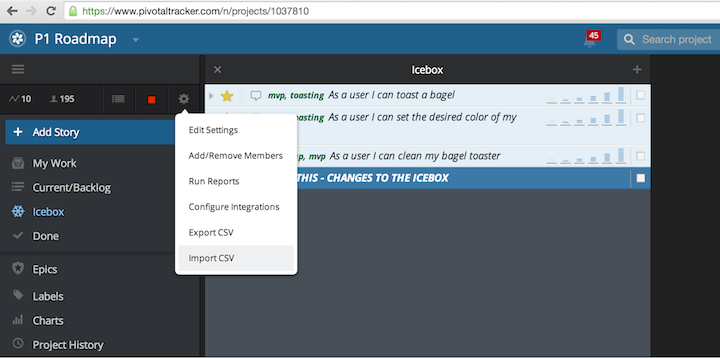 https://www.pivotaltracker.com/n/projects/1037810
P1 Roadmap
45
Search project
10
195
Add Story
My Work
Current/Backlog
Icebox
Done
Epics
Labels
Charts
Project History
Edit Settings
Add/Remove Members
Run Reports
Configure Integrations
Export CSV
Import CSV
Icebox
mvp, toasting As a user I can toast a bagel
asting As a user I can set the desired color of my
p, mvp As a user I can clean my bagel toaster
THIS - CHANGES TO THE ICEBOX